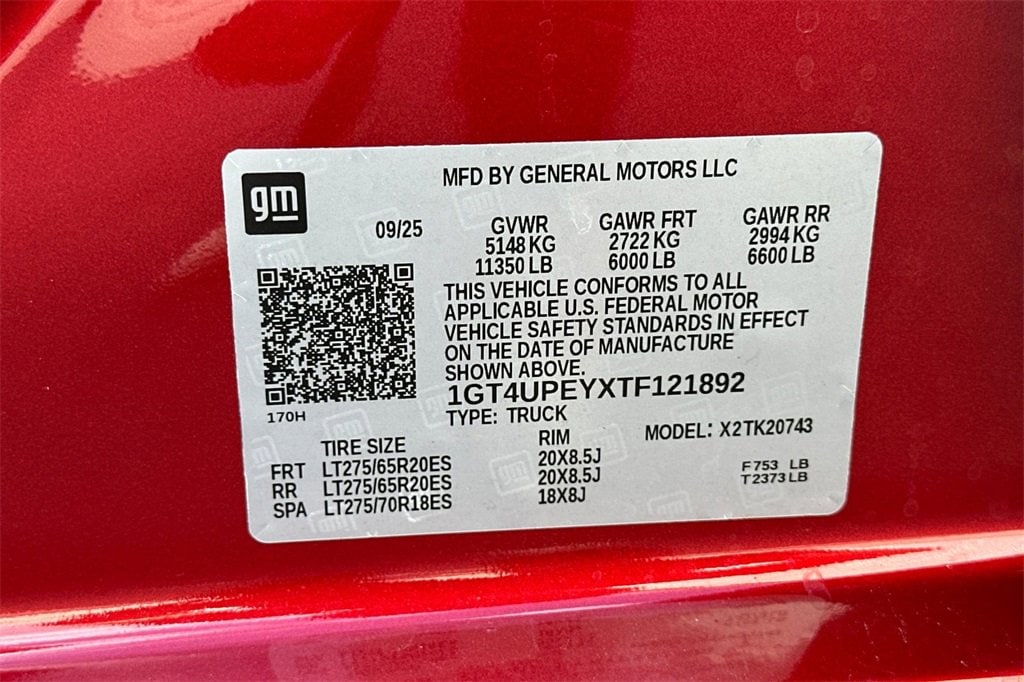 gm
MFD BY GENERAL MOTORS LLC
09/25
GVWR GAWR FRT GAWR RR
5148 KG 2722 KG 2994 KG
11350 LB 6000 LB 6600 LB
THIS VEHICLE CONFORMS TO ALL
APPLICABLE U.S. FEDERAL MOTOR
VEHICLE SAFETY STANDARDS IN EFFECT
ON THE DATE OF MANUFACTURE
SHOWN ABOVE.
1GT4UPEYXTF121892
170H
TYPE: TRUCK MODEL: X2TK20743
TIRE SIZE RIM
FRT LT275/65R20ES 20X8.5J F753 LB
RR LT275/65R20ES 20X8.5J T2373 LB
SPA LT275/70R18ES 18X8J